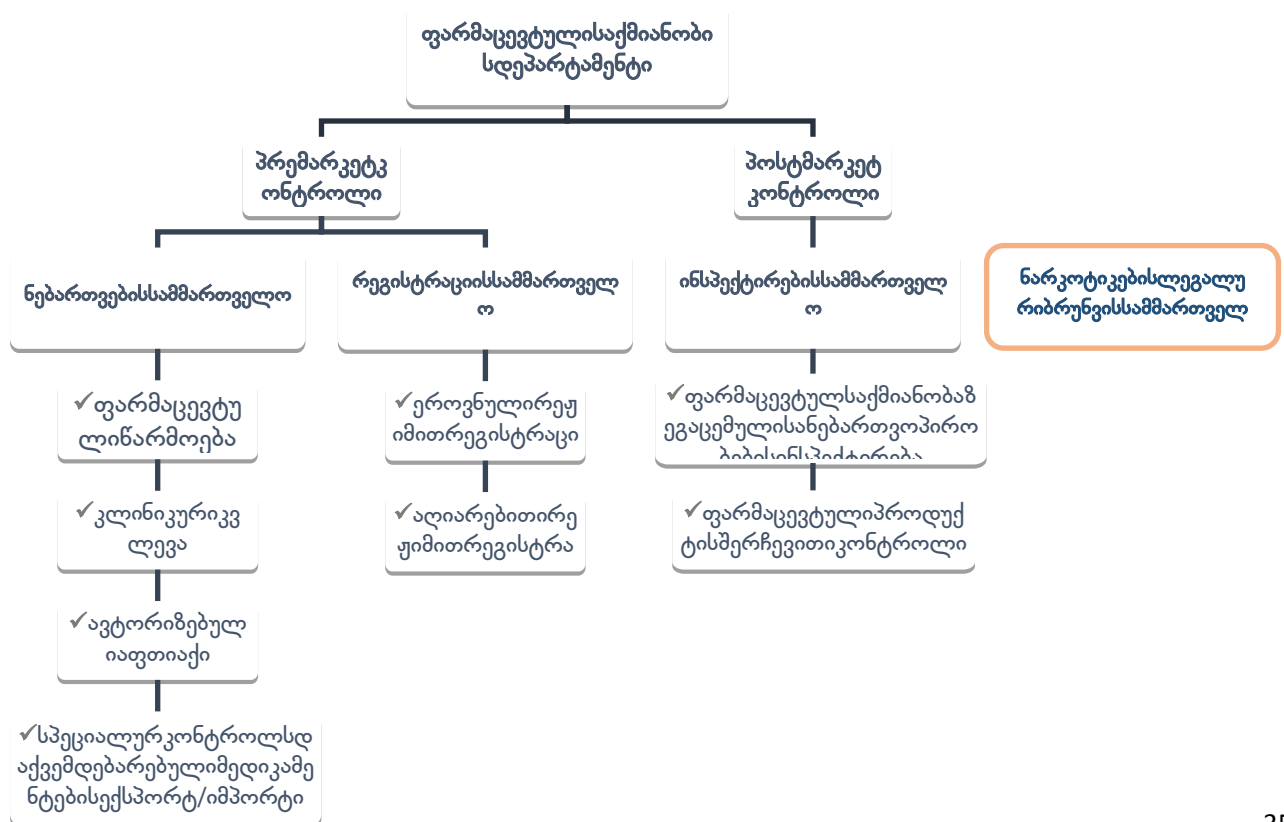 ფარმაცევტულისაქმიანობი
სდეპარტამენტი
პრემარკეტკ
ონტროლი
პოსტმარკეტ
კონტროლი
ნებართვებისსამმართველო
რეგისტრაციისსამმართველ
ო
ინსპექტირებისსამმართველ
ო
ნარკოტიკებისლეგალუ
რიბრუნვისსამმართველ
✓ფარმაცევტუ
ლიწარმოება
✓კლინიკურიკვ
ლევა
✓ავტორიზებულ
იაფთიაქი
✓სპეციალურკონტროლსდ
აქვემდებარებულიმედიკამე
ნტებისექსპორტ/იმპორტი
✓ეროვნულირეჟ
იმითრეგისტრაცი
✓აღიარებითირე
ჟიმითრეგისტრა
✓ფარმაცევტულსაქმიანობაზ
ეგაცემულისანებართვოპირო
✓ფარმაცევტულიპროდუქ
ტისშერჩევითიკონტროლი